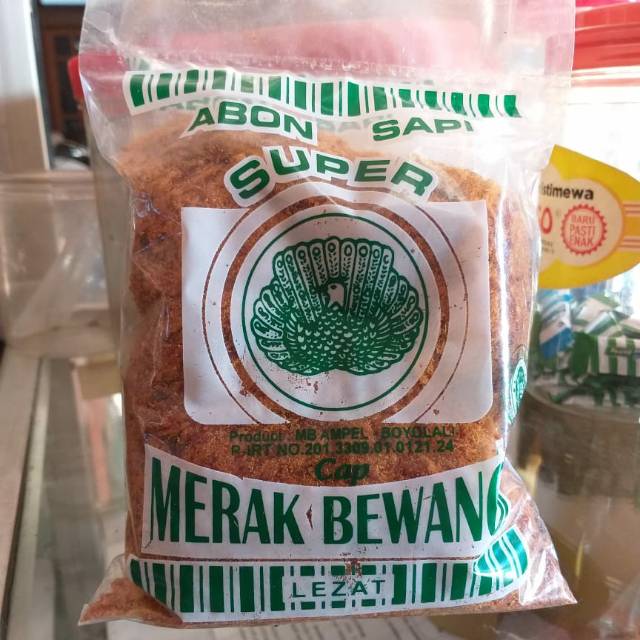 ABON SAPI
SUPER
Product : MB AMPEL BOYOLALI
P-IRT NO.201.3309.01.0121.24
Cap
MERAK BEWANG
LEZAT
stimewa
BARU
PASTI
ENAK